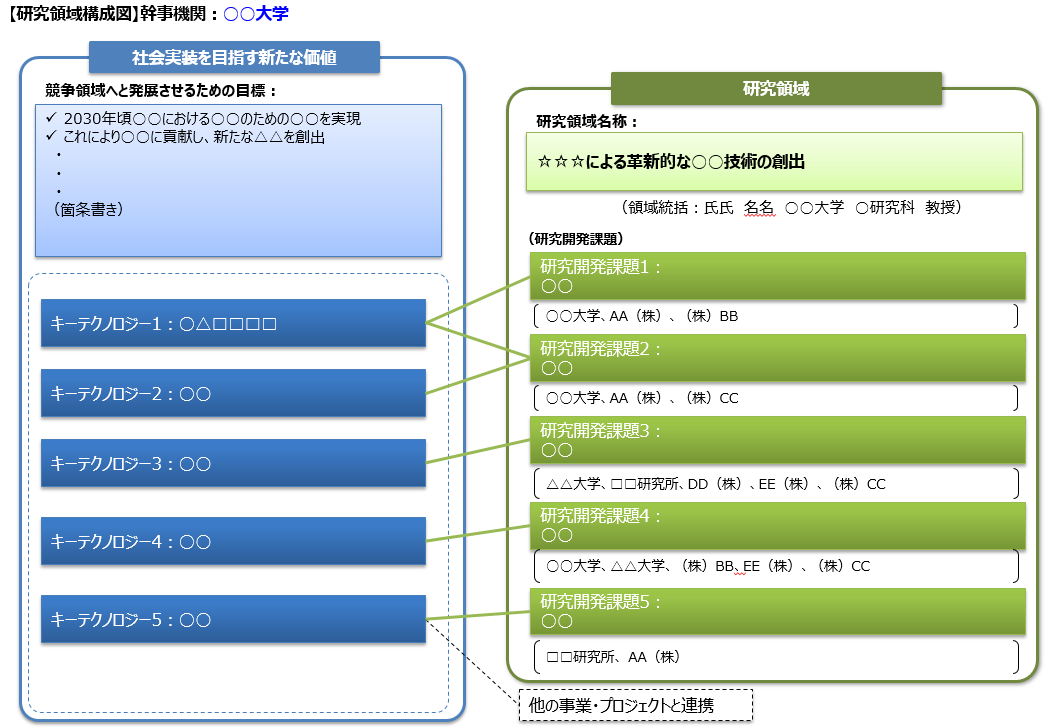 【研究領域構成図】幹事機関：○○大学
社会実装を目指す新たな価値
競争領域へと発展させるための目標：
✓ 2030年頃○○における○○のための○○を実現
✓ これにより○○に貢献し、新たな△△を創出
・
・
・
（箇条書き）
キーテクノロジー1：○△□□□□
キーテクノロジー2：○○
キーテクノロジー3：○○
キーテクノロジー4：○○
キーテクノロジー5：○○
研究領域
研究領域名称：
☆☆☆による革新的な○○技術の創出
（領域統括：氏氏 名名 ○○大学 ○研究科 教授）
（研究開発課題）
研究開発課題1：
○○
○○大学、AA（株）、（株）BB
研究開発課題2：
○○
○○大学、AA（株）、（株）CC
研究開発課題3：
○○
△△大学、□□研究所、DD（株）、EE（株）、（株）CC
研究開発課題4：
○○
○○大学、△△大学、（株）BB、EE（株）、（株）CC
研究開発課題5：
○○
□□研究所、AA（株）
他の事業・プロジェクトと連携